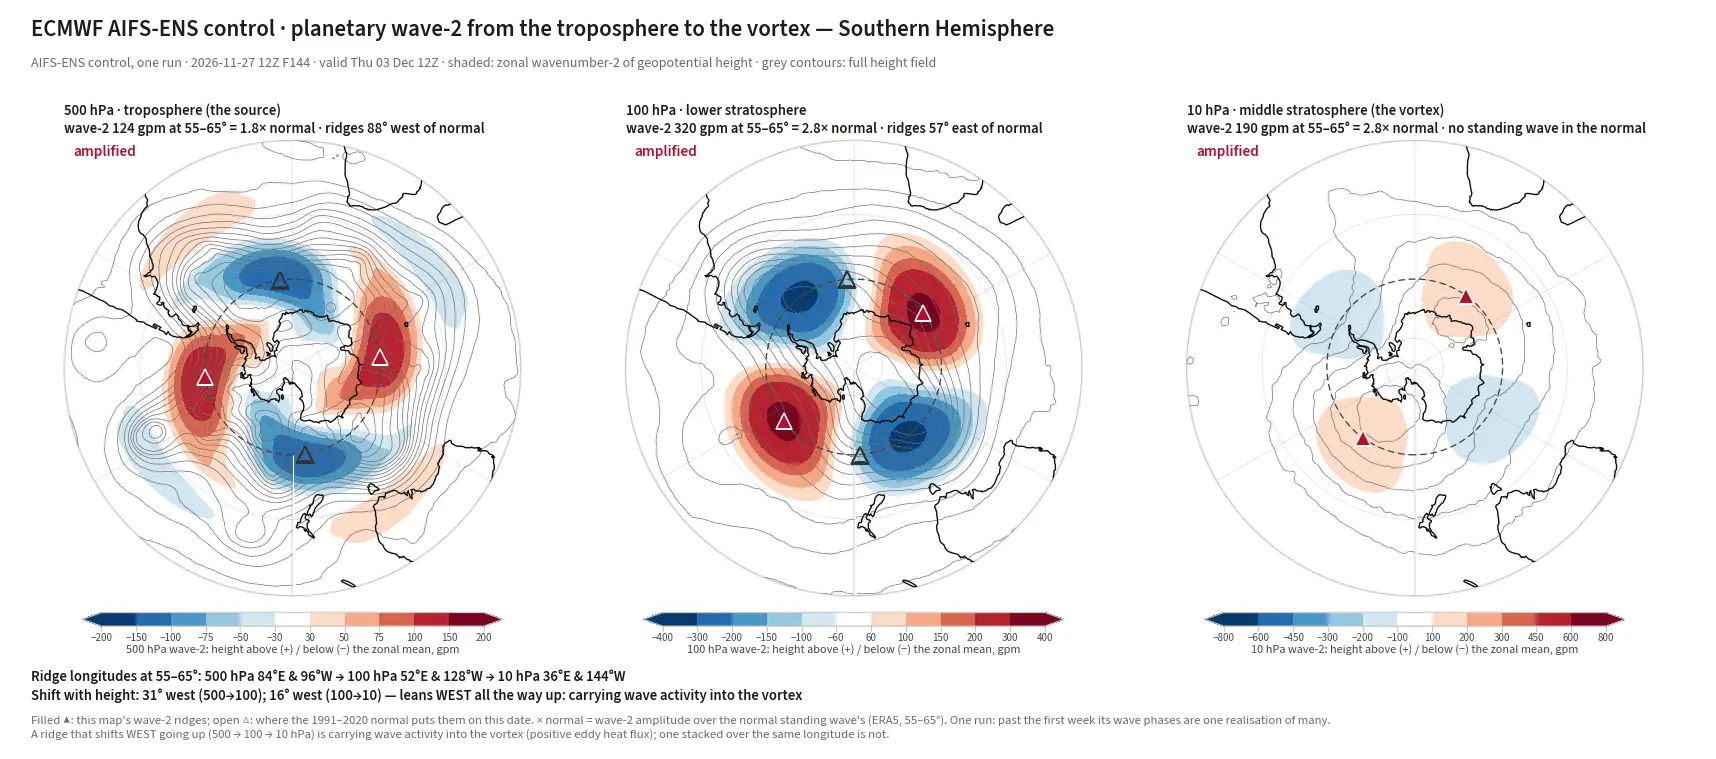 ECMWF AIFS-ENS control · planetary wave-2 from the troposphere to the vortex — Southern Hemisphere
AIFS-ENS control, one run · 2026-11-27 12Z F144 · valid Thu 03 Dec 12Z · shaded: zonal wavenumber-2 of geopotential height · grey contours: full height field
500 hPa · troposphere (the source)
wave-2 124 gpm at 55–65° = 1.8× normal · ridges 88° west of normal
amplified
100 hPa · lower stratosphere
wave-2 320 gpm at 55–65° = 2.8× normal · ridges 57° east of normal
amplified
10 hPa · middle stratosphere (the vortex)
wave-2 190 gpm at 55–65° = 2.8× normal · no standing wave in the normal
amplified
−200 −150 −100 −75 −50 −30 30 50 75 100 150 200
500 hPa wave-2: height above (+) / below (−) the zonal mean, gpm
−400 −300 −200 −150 −100 −60 60 100 150 200 300 400
100 hPa wave-2: height above (+) / below (−) the zonal mean, gpm
−800 −600 −450 −300 −200 −100 100 200 300 450 600 800
10 hPa wave-2: height above (+) / below (−) the zonal mean, gpm
Ridge longitudes at 55–65°: 500 hPa 84°E & 96°W → 100 hPa 52°E & 128°W → 10 hPa 36°E & 144°W
Shift with height: 31° west (500→100); 16° west (100→10) — leans WEST all the way up: carrying wave activity into the vortex
Filled ▲: this map's wave-2 ridges; open △: where the 1991–2020 normal puts them on this date. × normal = wave-2 amplitude over the normal standing wave's (ERA5, 55–65°). One run: past the first week its wave phases are one realisation of many.
A ridge that shifts WEST going up (500 → 100 → 10 hPa) is carrying wave activity into the vortex (positive eddy heat flux); one stacked over the same longitude is not.